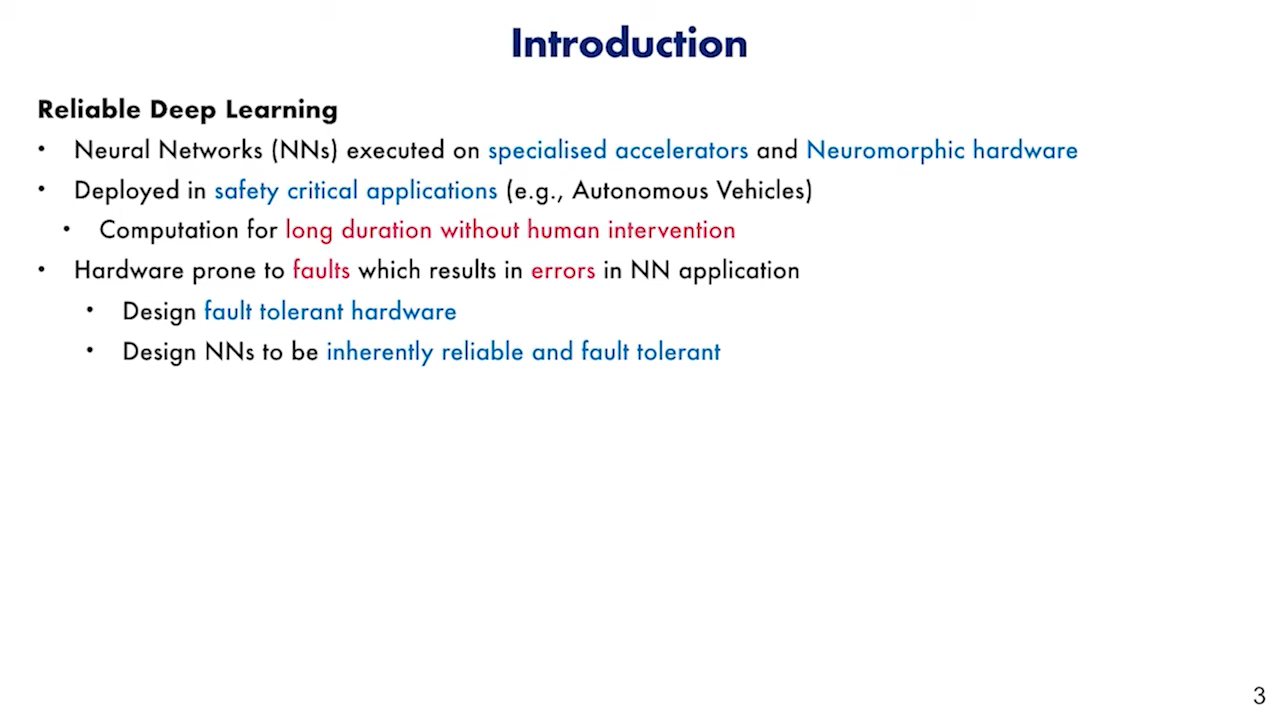 Introduction
Reliable Deep Learning
• Neural Networks (NNs) executed on specialised accelerators and Neuromorphic hardware
• Deployed in safety critical applications (e.g., Autonomous Vehicles)
• Computation for long duration without human intervention
• Hardware prone to faults which results in errors in NN application
• Design fault tolerant hardware
• Design NNs to be inherently reliable and fault tolerant
3